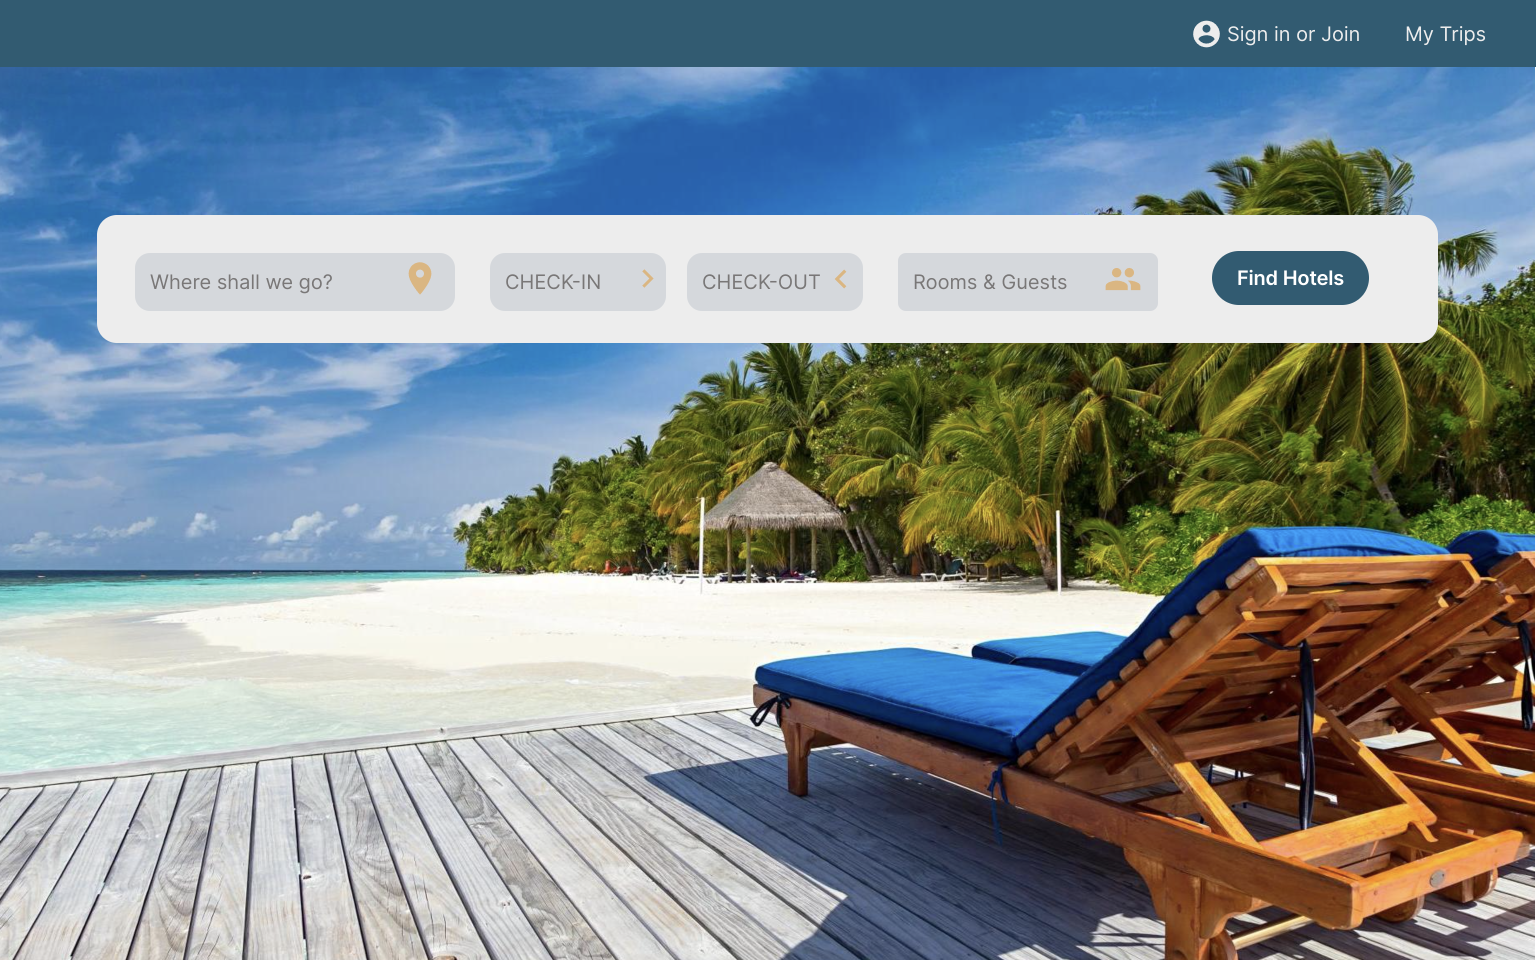 Sign in or Join
My Trips
Where shall we go?
CHECK-IN
CHECK-OUT
Rooms & Guests
Find Hotels